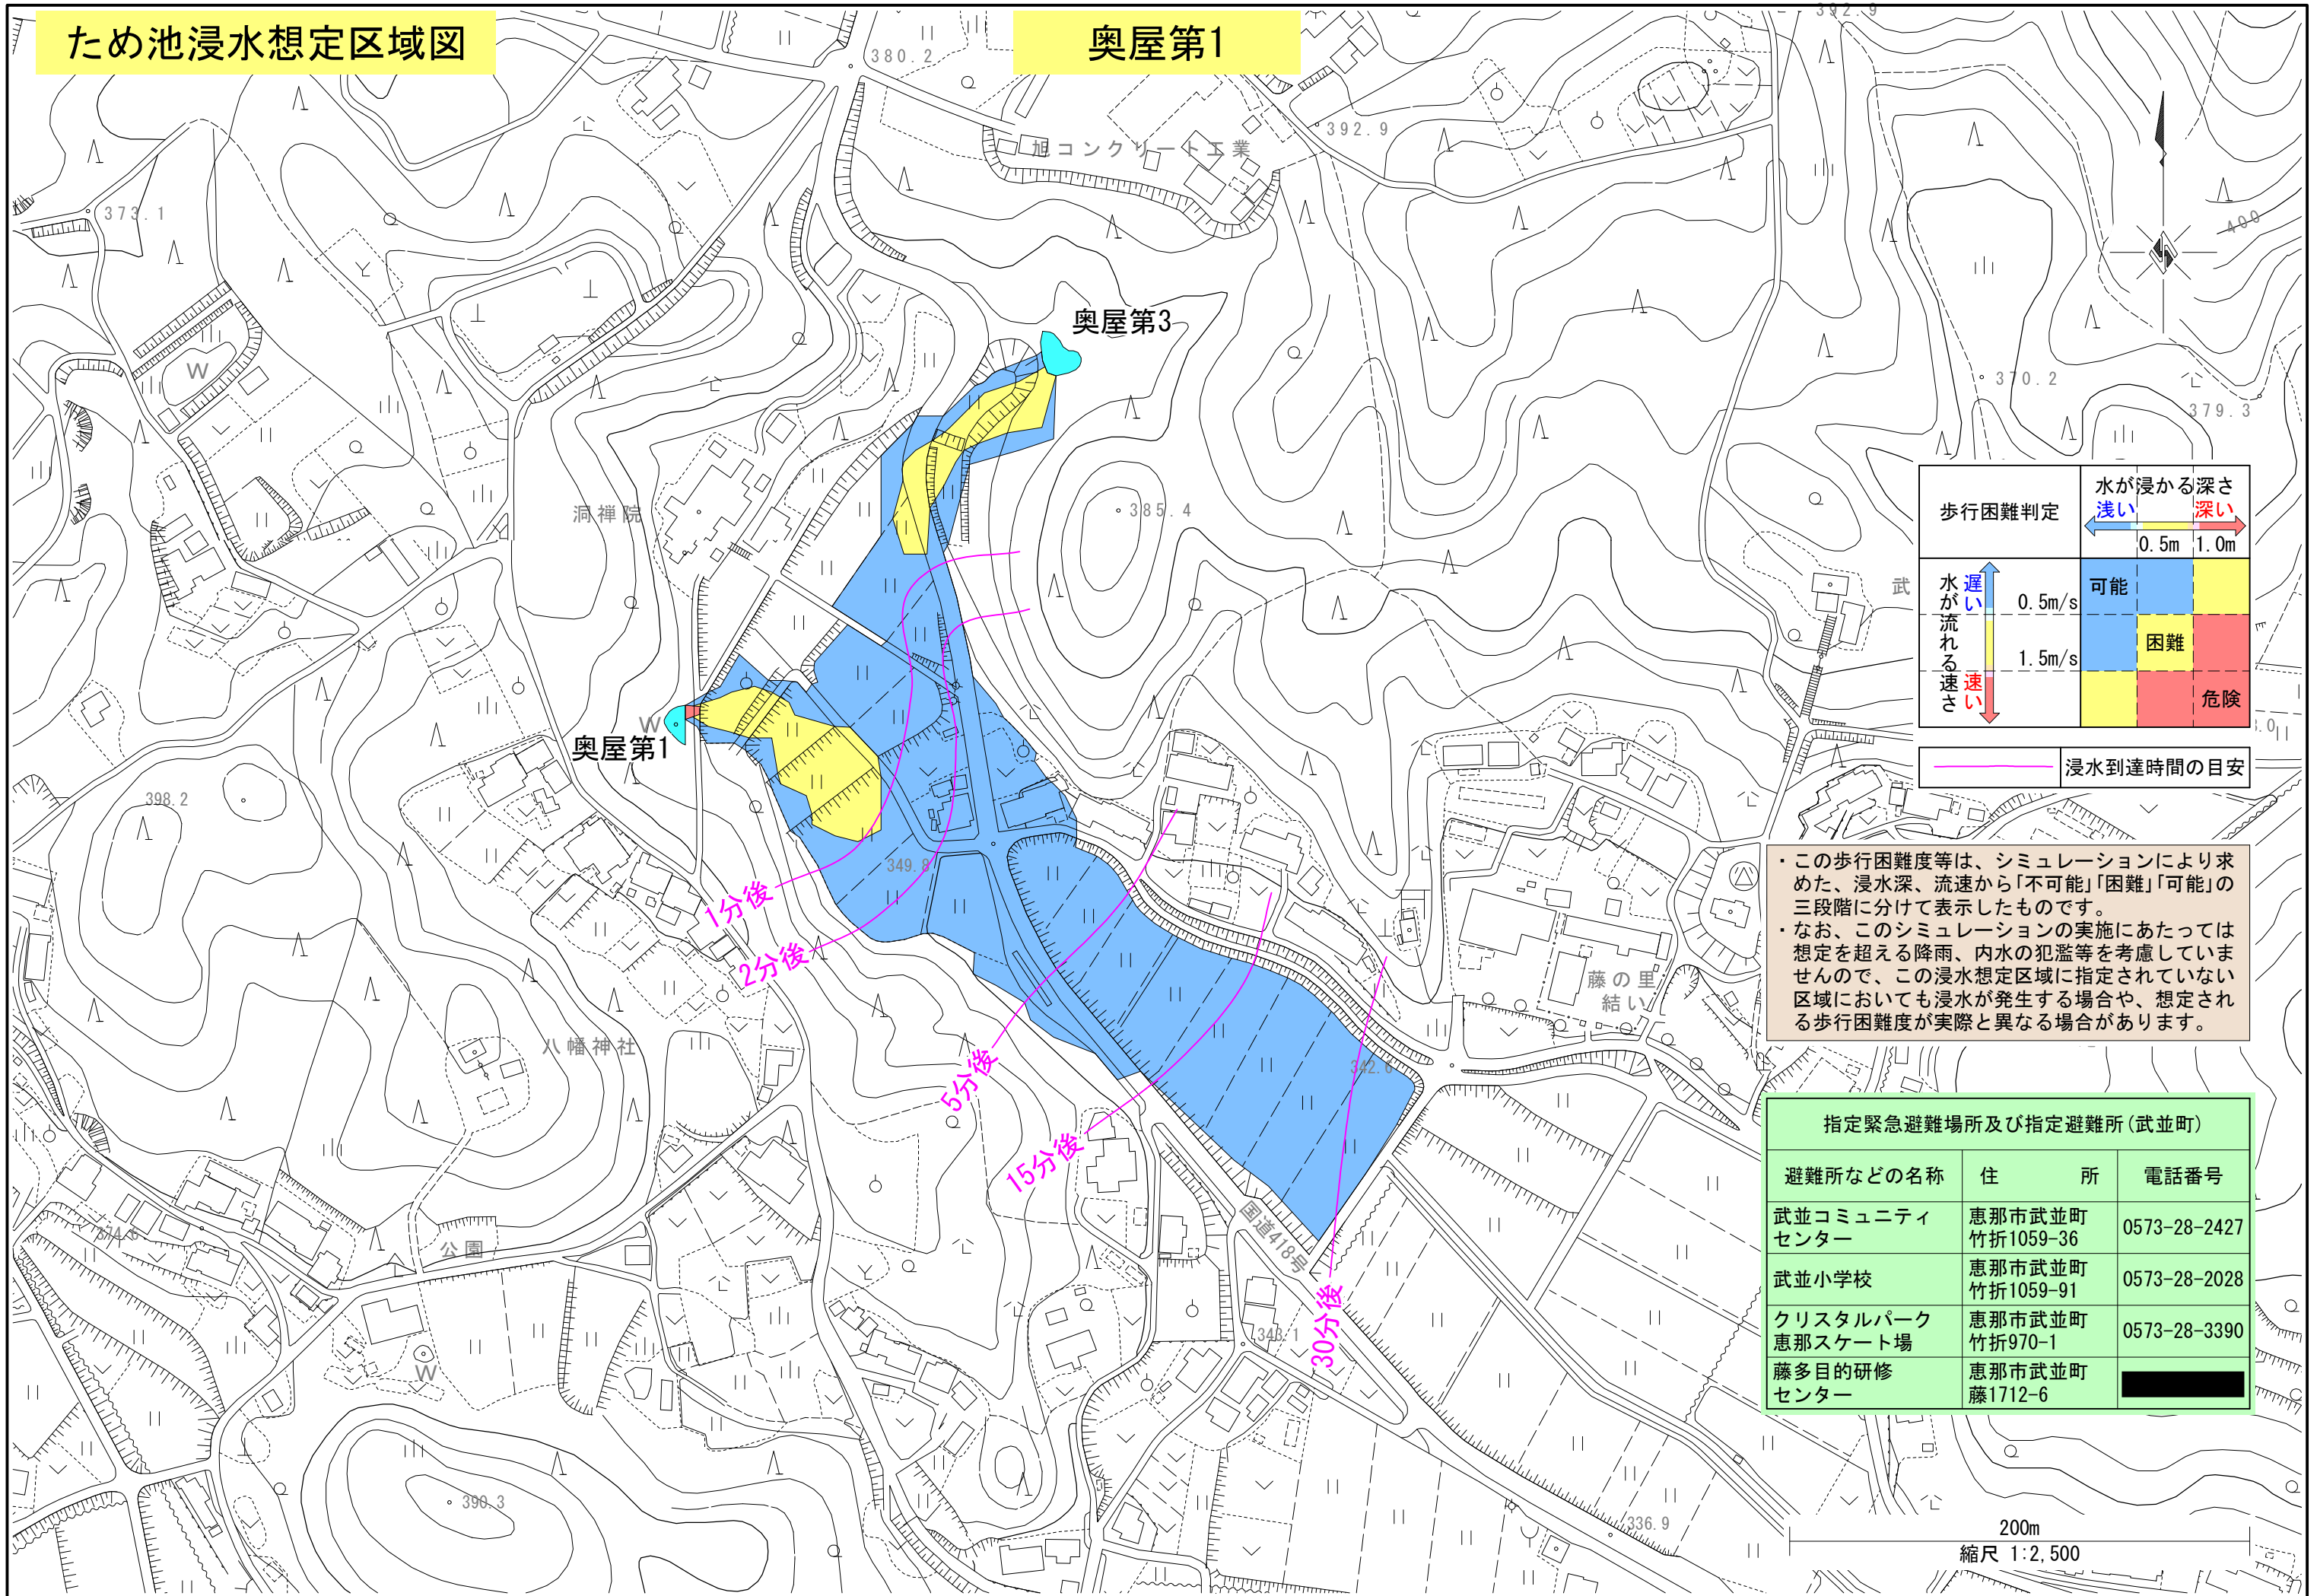 ため池浸水想定区域図
奥屋第1
392.9
380.2
392.9
旭コンクリート工業
373.1
400
奥屋第3
370.2
379.3
W
洞禅院
385.4
武
歩行困難判定
水が浸かる深さ
浅い
深い
0.5m
1.0m
水が流れる速さ
遅い
速い
0.5m/s
1.5m/s
可能
困難
危険
浸水到達時間の目安
W
奥屋第1
398.2
349.8
1分後
2分後
5分後
15分後
30分後
藤の里
結い
342.6
八幡神社
・この歩行困難度等は、シミュレーションにより求
めた、浸水深、流速から「不可能」「困難」「可能」の
三段階に分けて表示したものです。
・なお、このシミュレーションの実施にあたっては
想定を超える降雨、内水の犯濫等を考慮していま
せんので、この浸水想定区域に指定されていない
区域においても浸水が発生する場合や、想定され
る歩行困難度が実際と異なる場合があります。
指定緊急避難場所及び指定避難所(武並町)
避難所などの名称 住所 電話番号
武並コミュニティ
センター
恵那市武並町
竹折1059-36
0573-28-2427
武並小学校
恵那市武並町
竹折1059-91
0573-28-2028
クリスタルパーク
恵那スケート場
恵那市武並町
竹折970-1
0573-28-3390
藤多目的研修
センター
恵那市武並町
藤1712-6
国道418号
374.6
公園
343.1
W
390.3
336.9
200m
縮尺 1:2,500